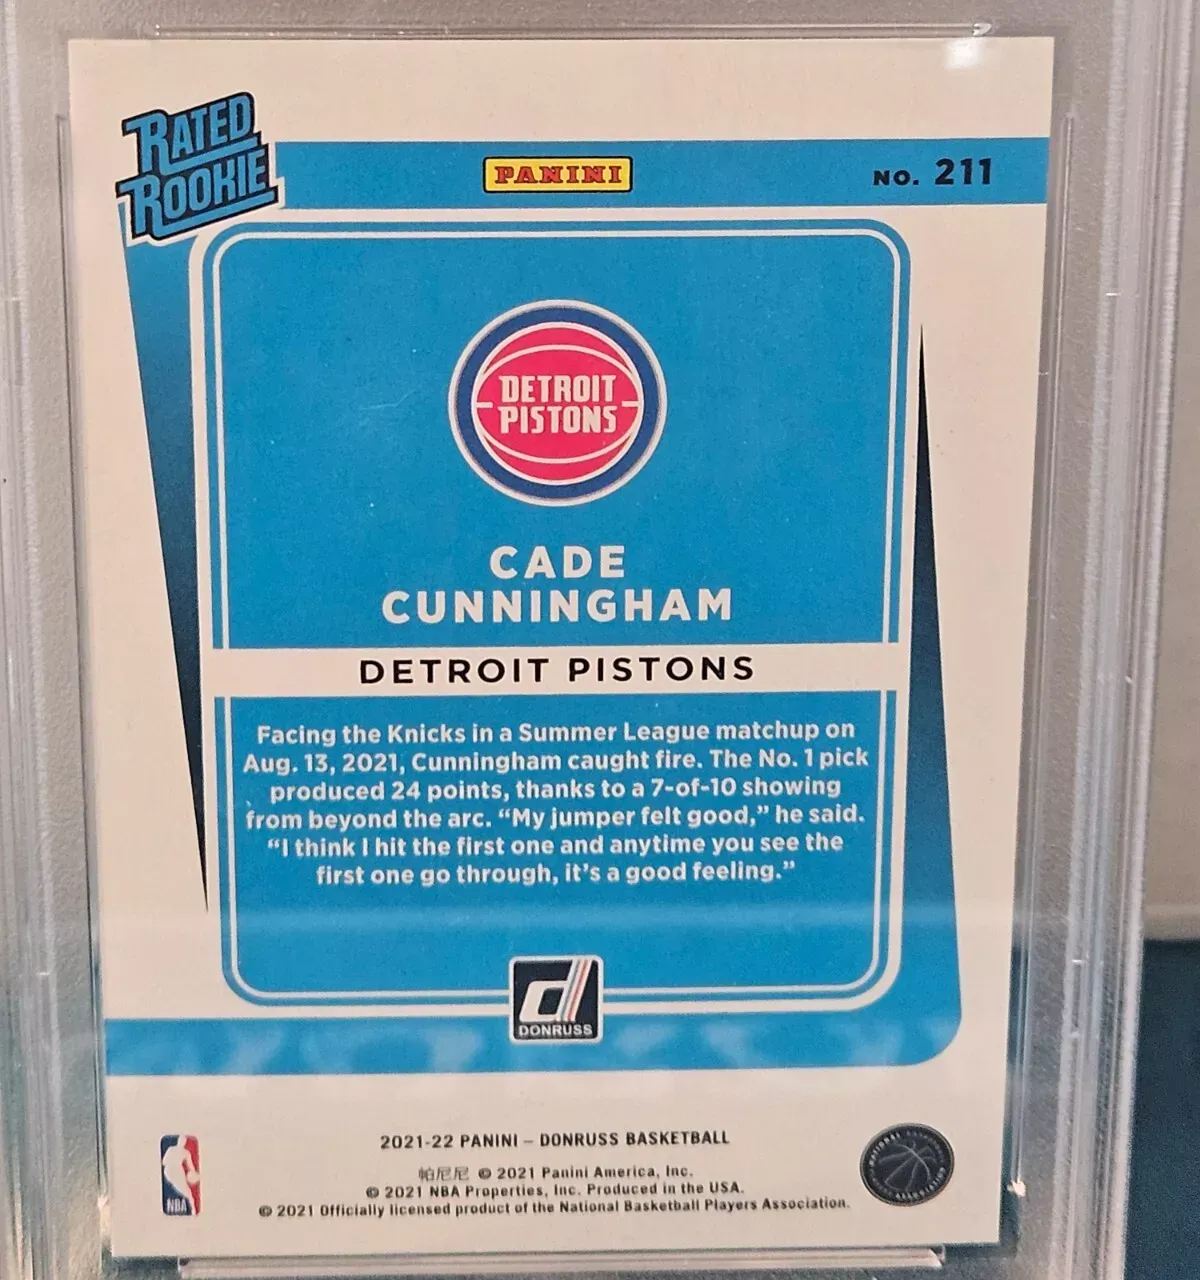 RATED
ROOKIE
PANINI
NO. 211
DETROIT
PISTONS
CADE
CUNNINGHAM
DETROIT PISTONS
Facing the Knicks in a Summer League matchup on
Aug. 13, 2021, Cunningham caught fire. The No. 1 pick
produced 24 points, thanks to a 7-of-10 showing
from beyond the arc. “My jumper felt good,” he said.
“I think I hit the first one and anytime you see the
first one go through, it’s a good feeling.”
d
DONRUSS
2021-22 PANINI – DONRUSS BASKETBALL
帕尼尼 © 2021 Panini America, Inc.
© 2021 NBA Properties, Inc. Produced in the USA.
© 2021 Officially licensed product of the National Basketball Players Association.
NBA
NATIONAL BASKETBALL
ASSOCIATION